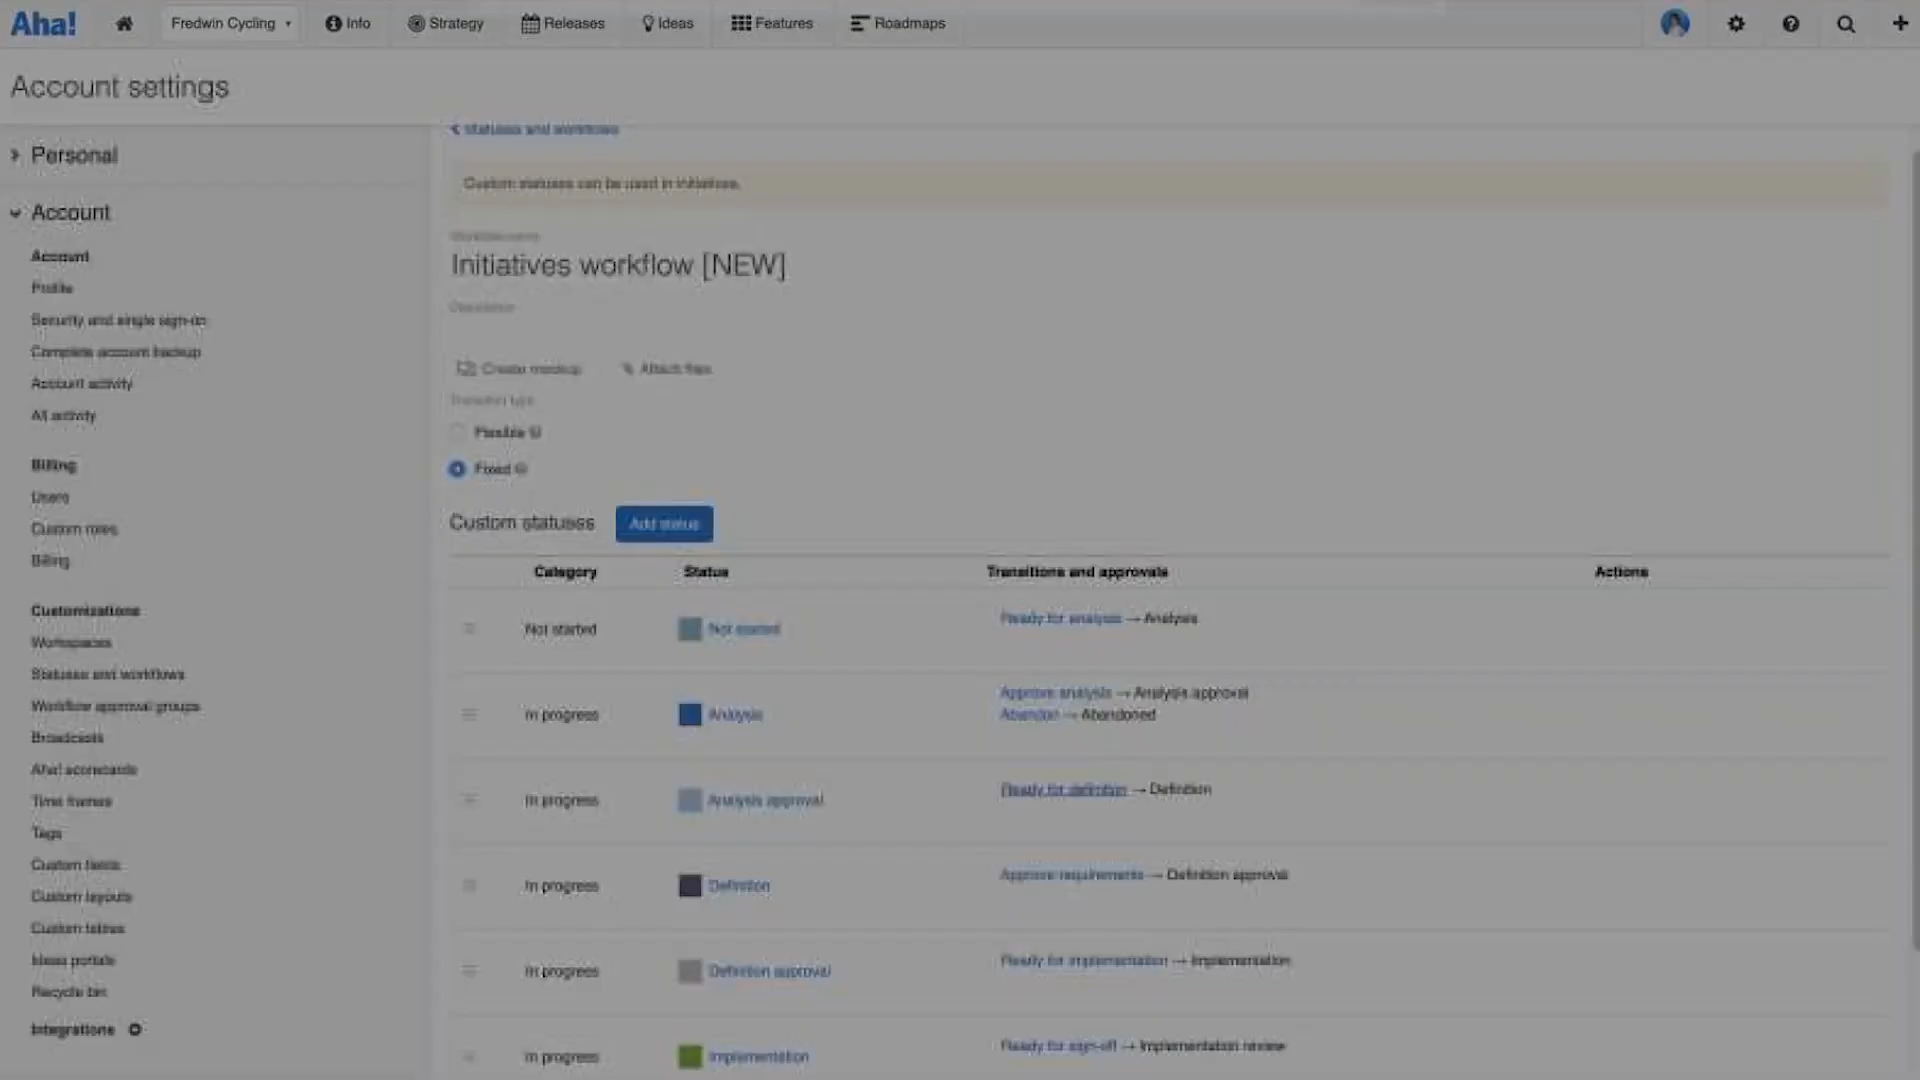 Aha!
Fredwin Cycling
Info
Strategy
Releases
Ideas
Features
Roadmaps
Account settings
Personal
Account
Account
Profile
Security and single sign-on
Complete account backup
Account activity
All activity
Billing
Users
Custom roles
Billing
Customizations
Workspaces
Statuses and workflows
Workflow approval groups
Broadcasts
Aha! scorecards
Time frames
Tags
Custom fields
Custom layouts
Custom tables
Ideas portals
Recycle bin
Integrations
Statuses and workflows
Custom statuses can be used in initiatives.
Workflow name
Initiatives workflow [NEW]
Description
Create mockup
Attach files
Transition type
Flexible
Fixed
Custom statuses
Add status
Category Status Transitions and approvals Actions
Not started Not started Ready for analysis → Analysis
In progress Analysis Approve analysis → Analysis approval
Abandon → Abandoned
In progress Analysis approval Ready for definition → Definition
In progress Definition Approve requirements → Definition approval
In progress Definition approval Ready for implementation → Implementation
In progress Implementation Ready for sign-off → Implementation review